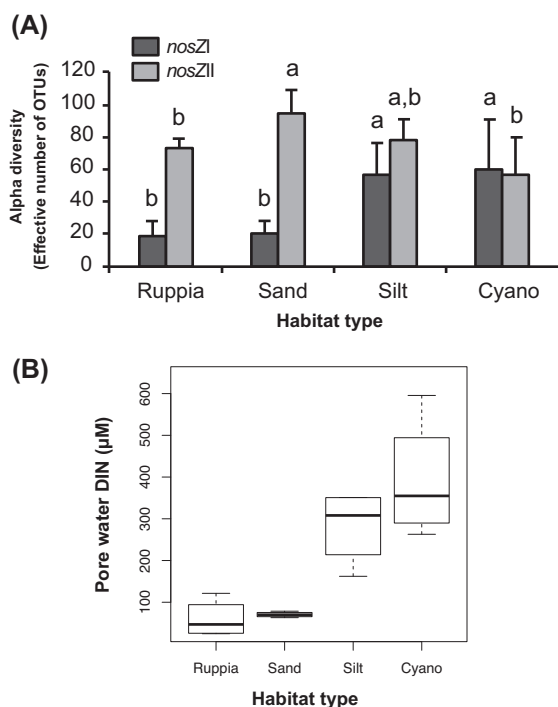 (A)
nosZI
nosZII
Alpha diversity
(Effective number of OTUs)
120
100
80
60
40
20
0
b
b
b
a
a
a,b
a
b
Ruppia Sand Silt Cyano
Habitat type
(B)
Pore water DIN (µM)
600
500
400
300
200
100
Ruppia Sand Silt Cyano
Habitat type